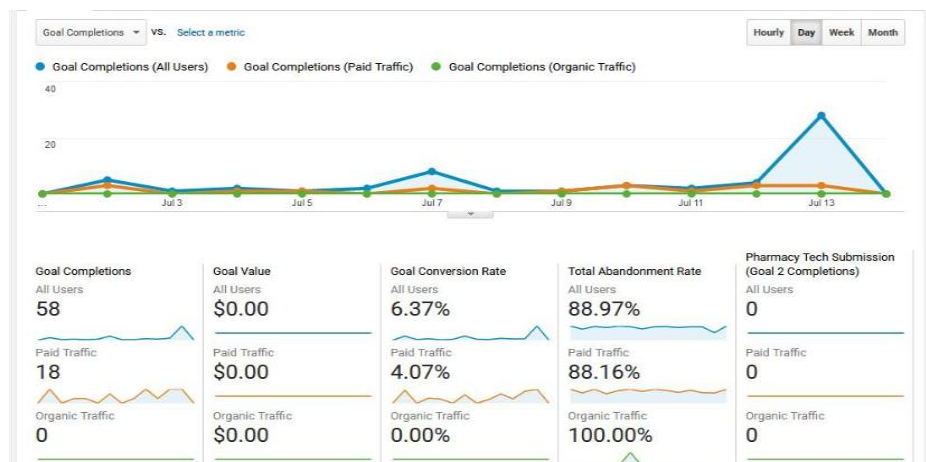 Goal Completions vs. Select a metric Hourly Day Week Month
Goal Completions (All Users) Goal Completions (Paid Traffic) Goal Completions (Organic Traffic)
40
20
... Jul 3 Jul 5 Jul 7 Jul 9 Jul 11 Jul 13
Goal Completions
All Users
58
Paid Traffic
18
Organic Traffic
0
Goal Value
All Users
$0.00
Paid Traffic
$0.00
Organic Traffic
$0.00
Goal Conversion Rate
All Users
6.37%
Paid Traffic
4.07%
Organic Traffic
0.00%
Total Abandonment Rate
All Users
88.97%
Paid Traffic
88.16%
Organic Traffic
100.00%
Pharmacy Tech Submission
(Goal 2 Completions)
All Users
0
Paid Traffic
0
Organic Traffic
0